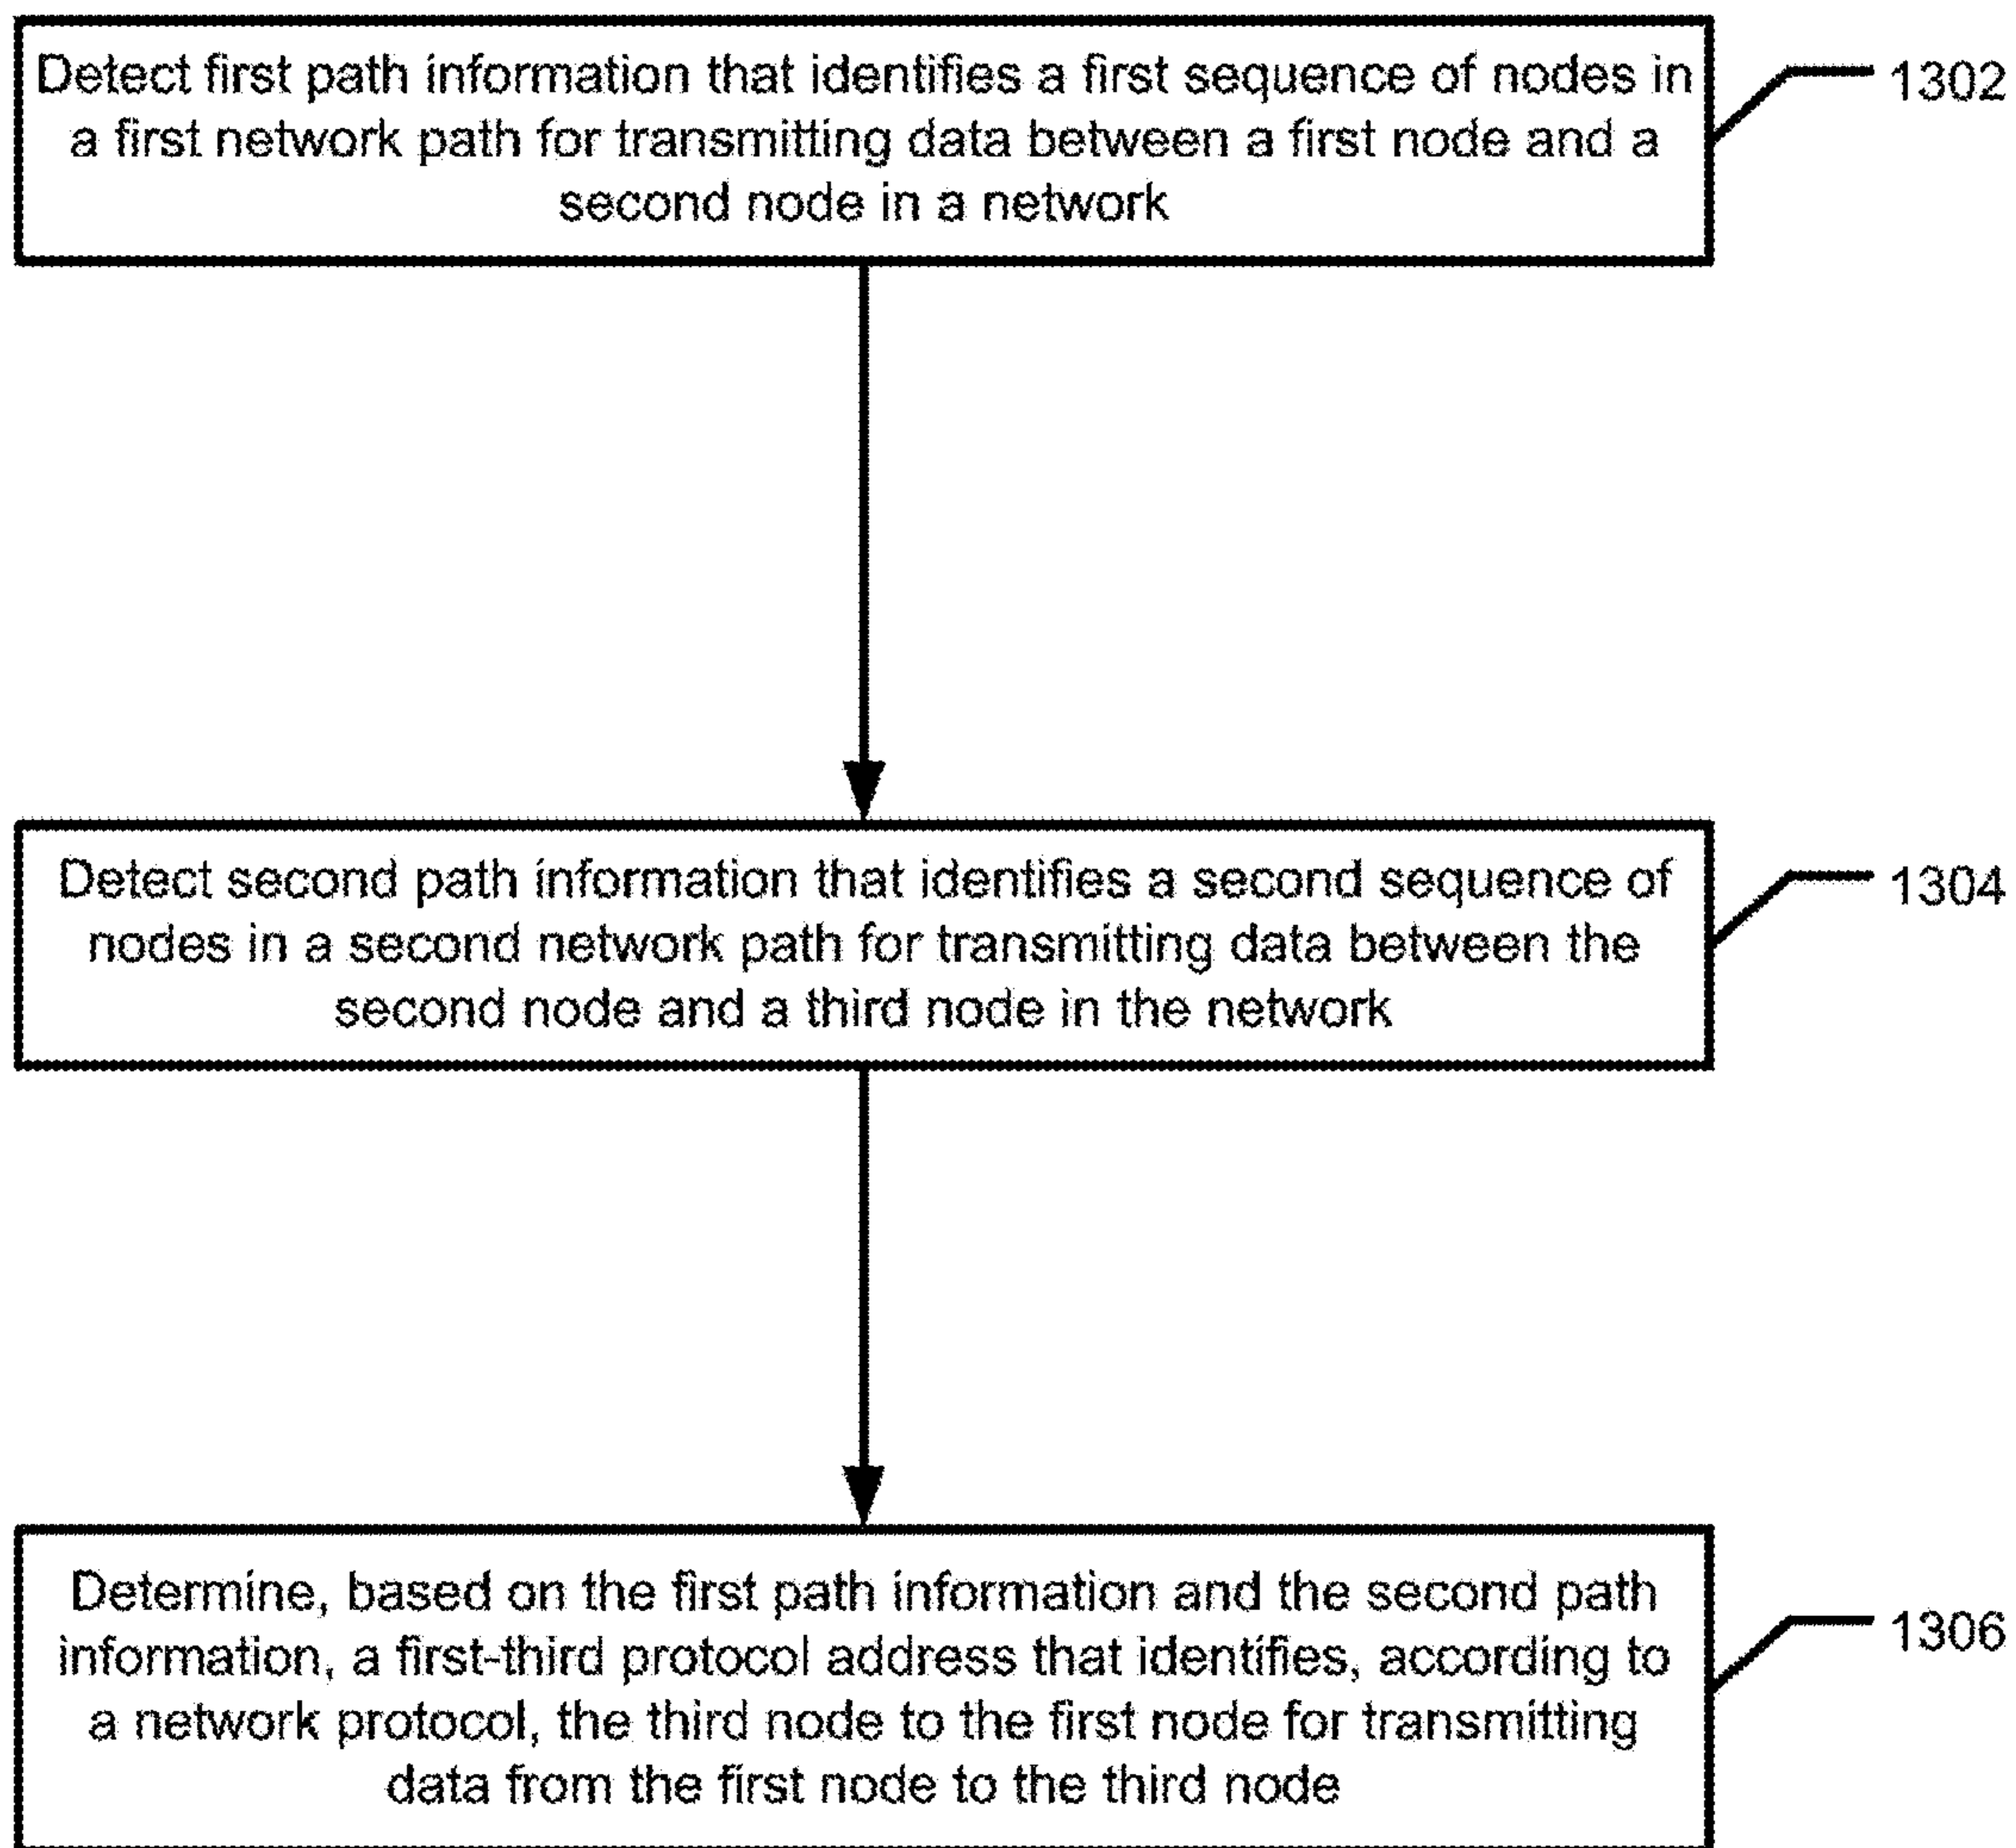 Detect first path information that identifies a first sequence of nodes in
a first network path for transmitting data between a first node and a
second node in a network
1302
Detect second path information that identifies a second sequence of
nodes in a second network path for transmitting data between the
second node and a third node in the network
1304
Determine, based on the first path information and the second path
information, a first-third protocol address that identifies, according to
a network protocol, the third node to the first node for transmitting
data from the first node to the third node
1306